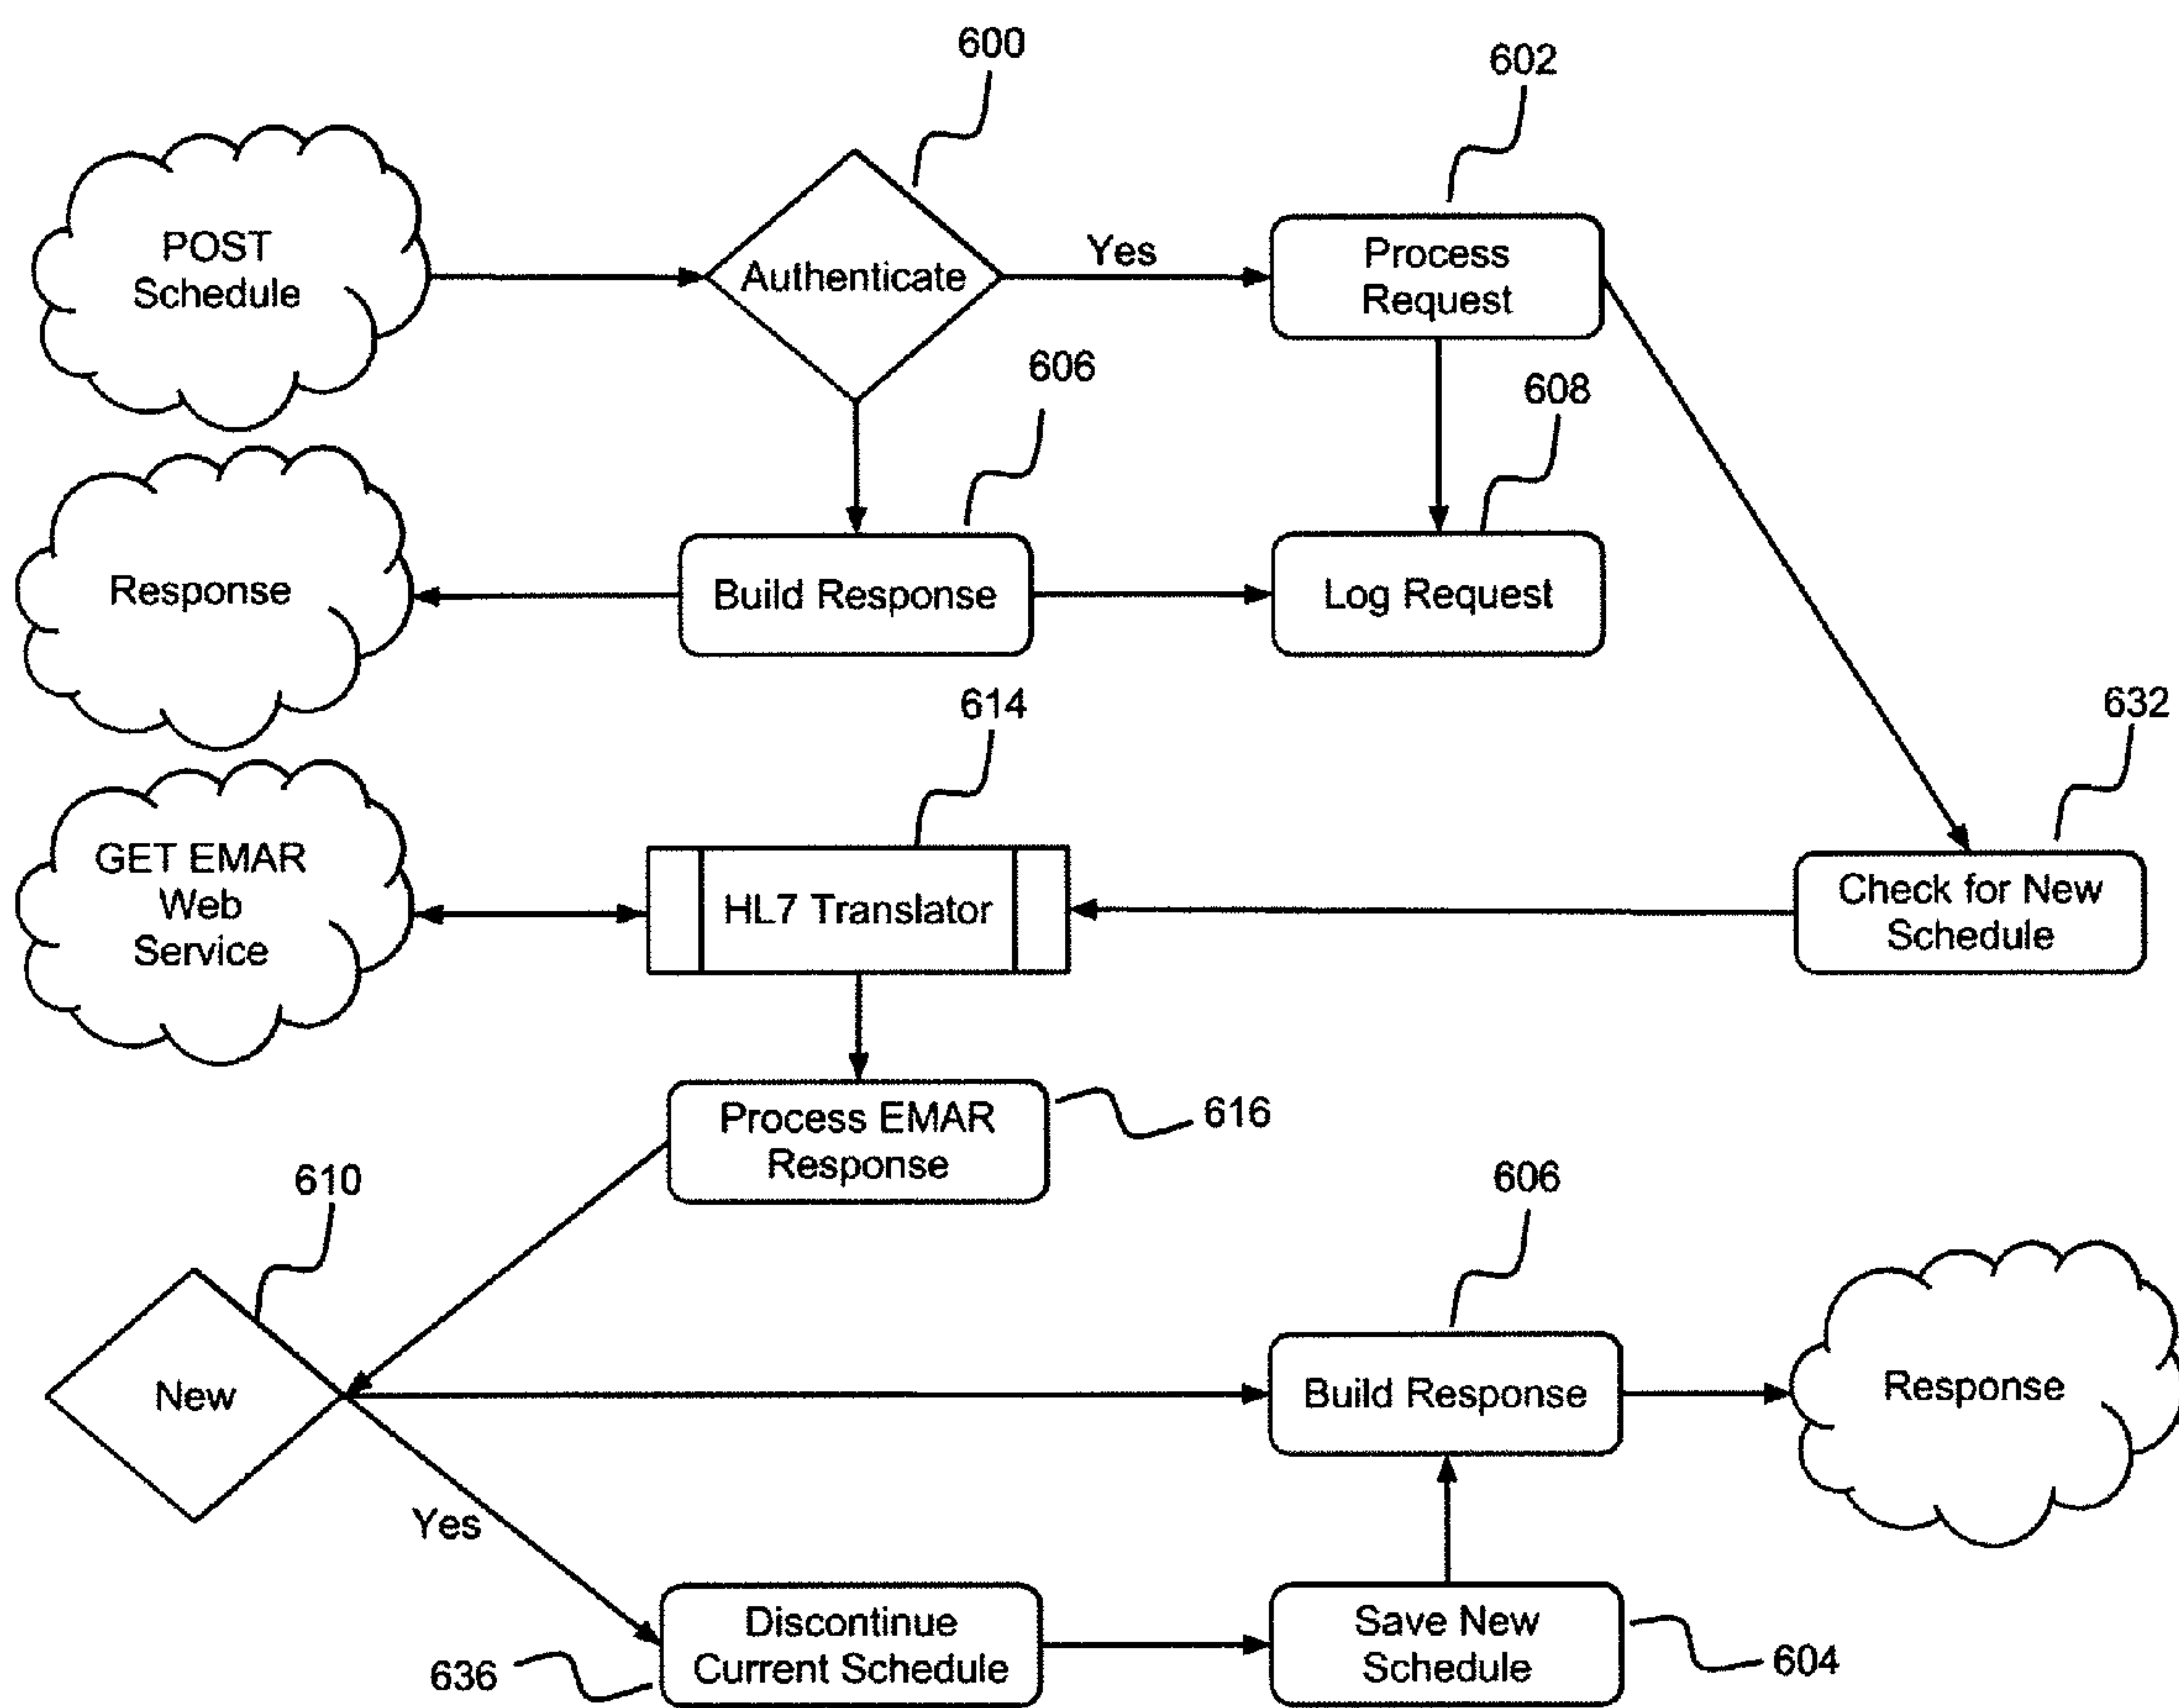 600
602
POST
Schedule
Authenticate
Yes
Process
Request
606
608
Response
Build Response
Log Request
614
632
GET EMAR
Web
Service
HL7 Translator
Check for New
Schedule
Process EMAR
Response
616
610
606
New
Build Response
Response
Yes
Discontinue
Current Schedule
636
Save New
Schedule
604